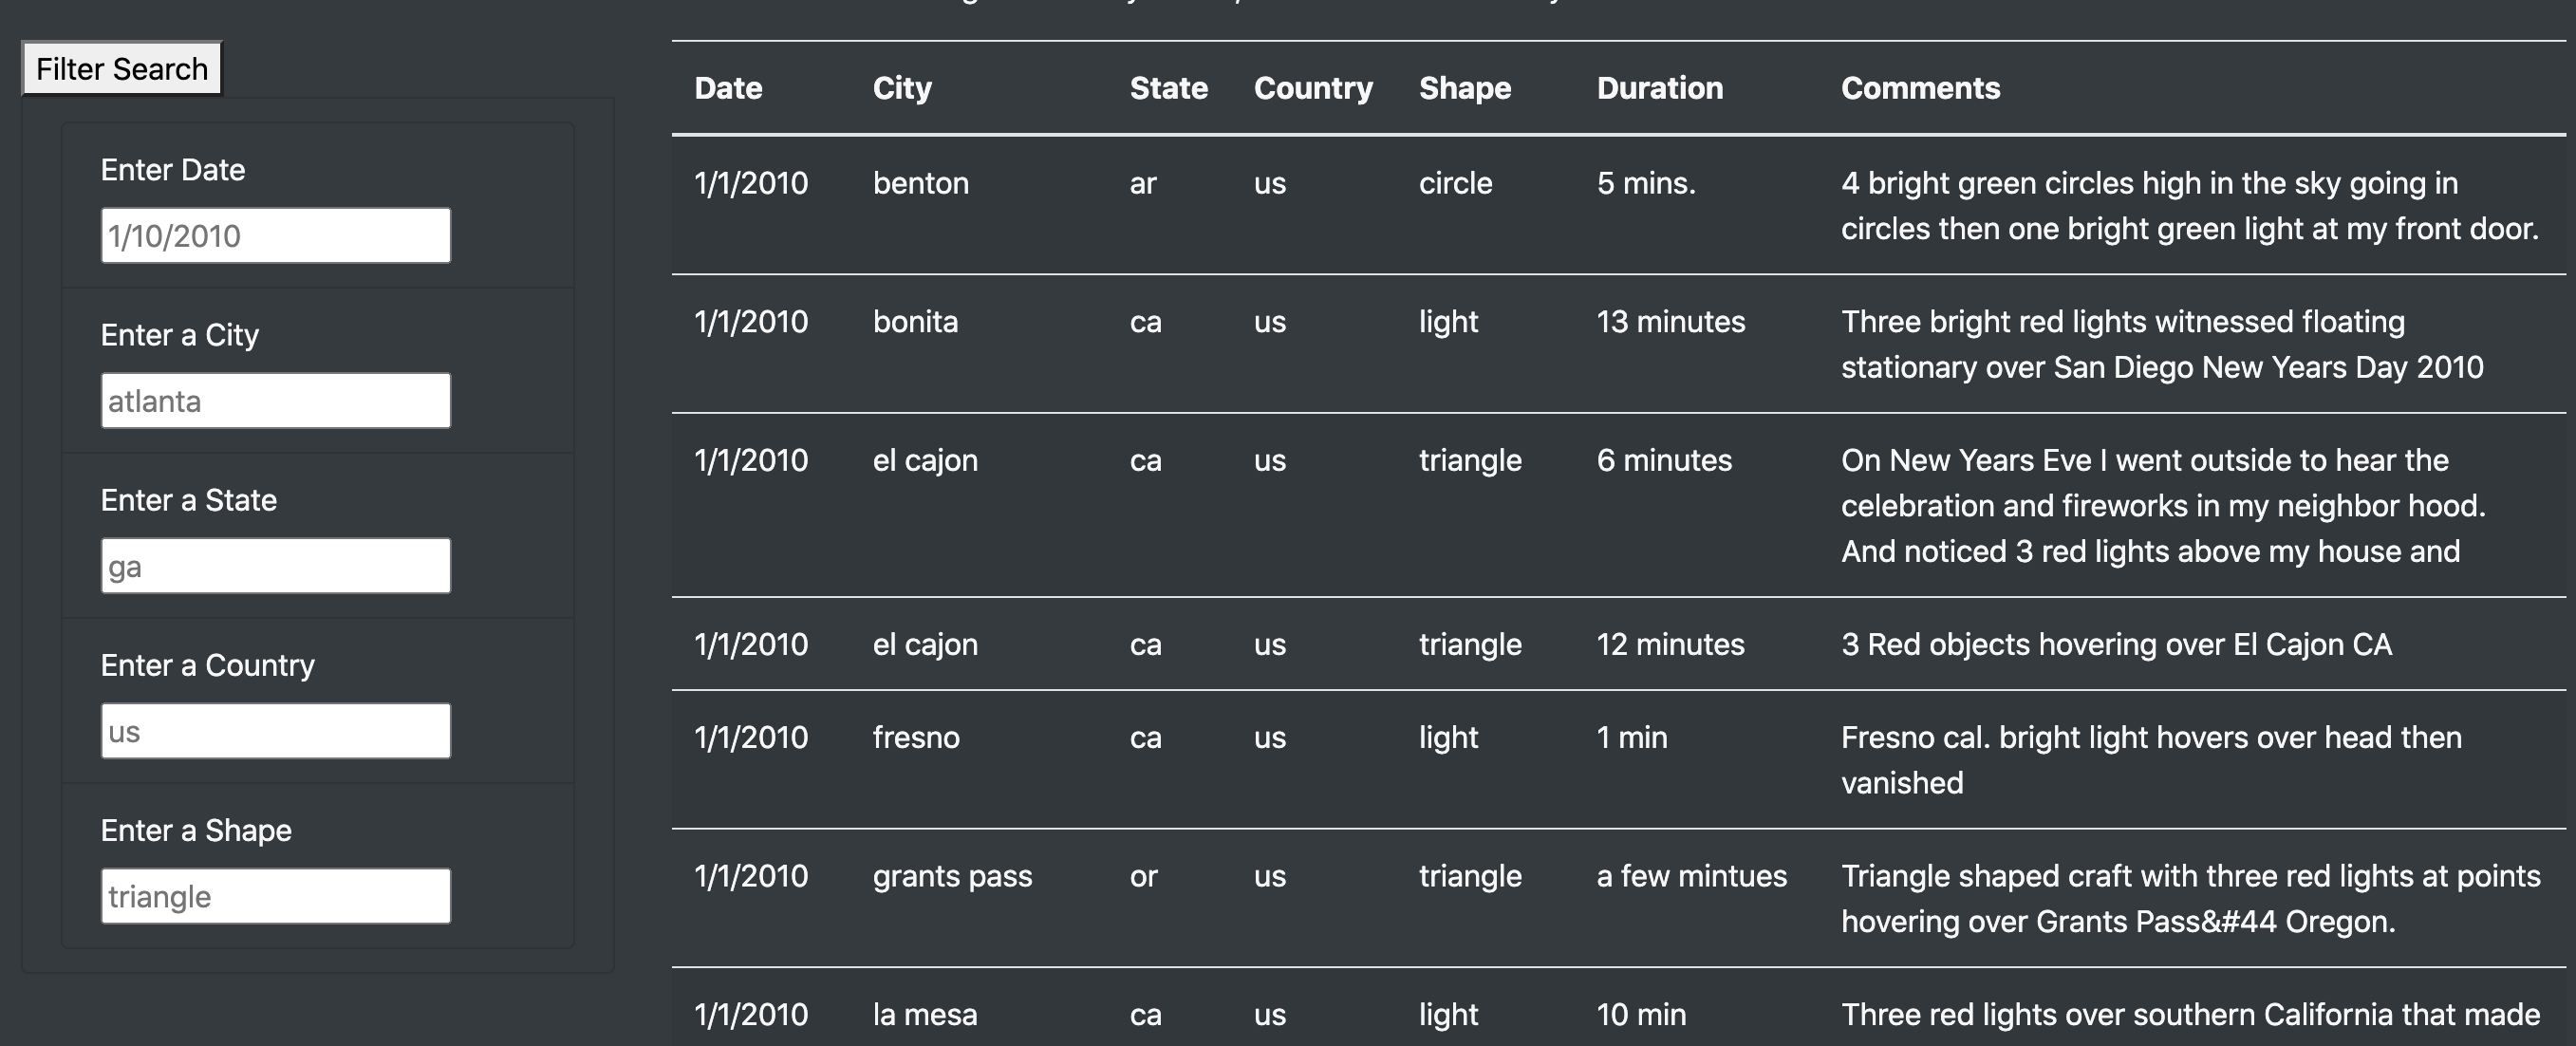 Filter Search
Enter Date
1/10/2010
Enter a City
atlanta
Enter a State
ga
Enter a Country
us
Enter a Shape
triangle
Date City State Country Shape Duration Comments
1/1/2010 benton ar us circle 5 mins. 4 bright green circles high in the sky going in
circles then one bright green light at my front door.
1/1/2010 bonita ca us light 13 minutes Three bright red lights witnessed floating
stationary over San Diego New Years Day 2010
1/1/2010 el cajon ca us triangle 6 minutes On New Years Eve I went outside to hear the
celebration and fireworks in my neighbor hood.
And noticed 3 red lights above my house and
1/1/2010 el cajon ca us triangle 12 minutes 3 Red objects hovering over El Cajon CA
1/1/2010 fresno ca us light 1 min Fresno cal. bright light hovers over head then
vanished
1/1/2010 grants pass or us triangle a few mintues Triangle shaped craft with three red lights at points
hovering over Grants Pass&#44 Oregon.
1/1/2010 la mesa ca us light 10 min Three red lights over southern California that made